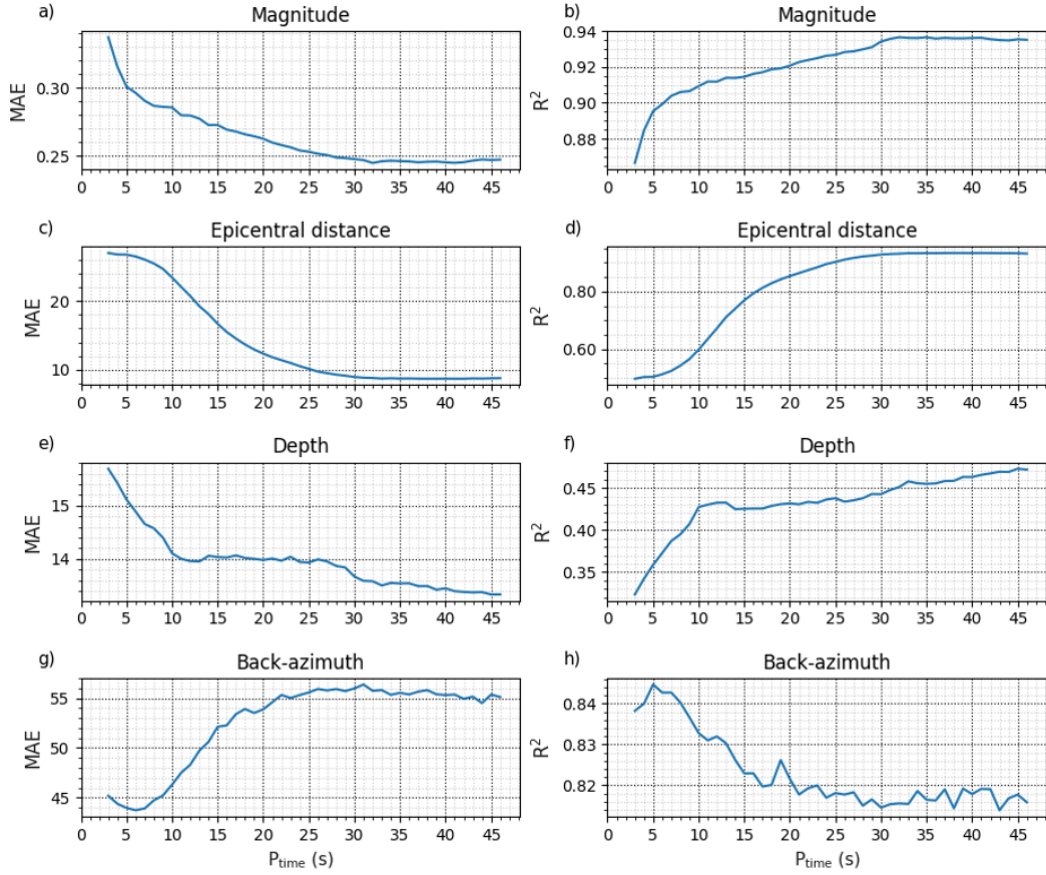 a) Magnitude
MAE
0.30
0.25
0 5 10 15 20 25 30 35 40 45
b) Magnitude
R²
0.94
0.92
0.90
0.88
0 5 10 15 20 25 30 35 40 45
c) Epicentral distance
MAE
20
10
0 5 10 15 20 25 30 35 40 45
d) Epicentral distance
R²
0.80
0.60
0 5 10 15 20 25 30 35 40 45
e) Depth
MAE
15
14
0 5 10 15 20 25 30 35 40 45
f) Depth
R²
0.45
0.40
0.35
0 5 10 15 20 25 30 35 40 45
g) Back-azimuth
MAE
55
50
45
0 5 10 15 20 25 30 35 40 45
P_time (s)
h) Back-azimuth
R²
0.84
0.83
0.82
0 5 10 15 20 25 30 35 40 45
P_time (s)